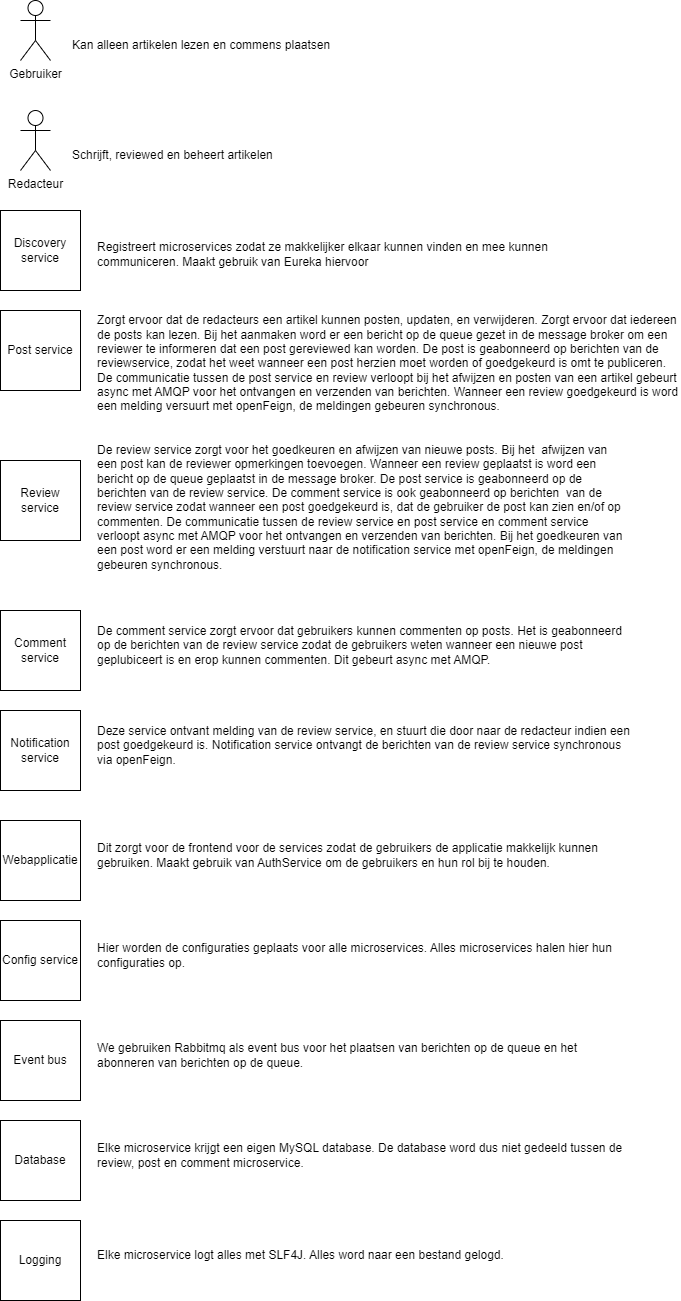 Kan alleen artikelen lezen en commens plaatsen
Gebruiker
Schrijft, reviewed en beheert artikelen
Redacteur
Discovery
service
Registreert microservices zodat ze makkelijker elkaar kunnen vinden en mee kunnen
communiceren. Maakt gebruik van Eureka hiervoor
Post service
Zorgt ervoor dat de redacteurs een artikel kunnen posten, updaten, en verwijderen. Zorgt ervoor dat iedereen
de posts kan lezen. Bij het aanmaken word er een bericht op de queue gezet in de message broker om een
reviewer te informeren dat een post gereviewed kan worden. De post is geabonneerd op berichten van de
reviewservice, zodat het weet wanneer een post herzien moet worden of goedgekeurd is omt te publiceren.
De communicatie tussen de post service en review verloopt bij het afwijzen en posten van een artikel gebeurt
async met AMQP voor het ontvangen en verzenden van berichten. Wanneer een review goedgekeurd is word
een melding versuurt met openFeign, de meldingen gebeuren synchronous.
Review
service
De review service zorgt voor het goedkeuren en afwijzen van nieuwe posts. Bij het  afwijzen van
een post kan de reviewer opmerkingen toevoegen. Wanneer een review geplaatst is word een
bericht op de queue geplaatst in de message broker. De post service is geabonneerd op de
berichten van de review service. De comment service is ook geabonneerd op berichten  van de
review service zodat wanneer een post goedgekeurd is, dat de gebruiker de post kan zien en/of op
commenten. De communicatie tussen de review service en post service en comment service
verloopt async met AMQP voor het ontvangen en verzenden van berichten. Bij het goedkeuren van
een post word er een melding verstuurt naar de notification service met openFeign, de meldingen
gebeuren synchronous.
Comment
service
De comment service zorgt ervoor dat gebruikers kunnen commenten op posts. Het is geabonneerd
op de berichten van de review service zodat de gebruikers weten wanneer een nieuwe post
geplubiceert is en erop kunnen commenten. Dit gebeurt async met AMQP.
Notification
service
Deze service ontvant melding van de review service, en stuurt die door naar de redacteur indien een
post goedgekeurd is. Notification service ontvangt de berichten van de review service synchronous
via openFeign.
Webapplicatie
Dit zorgt voor de frontend voor de services zodat de gebruikers de applicatie makkelijk kunnen
gebruiken. Maakt gebruik van AuthService om de gebruikers en hun rol bij te houden.
Config service
Hier worden de configuraties geplaats voor alle microservices. Alles microservices halen hier hun
configuraties op.
Event bus
We gebruiken Rabbitmq als event bus voor het plaatsen van berichten op de queue en het
abonneren van berichten op de queue.
Database
Elke microservice krijgt een eigen MySQL database. De database word dus niet gedeeld tussen de
review, post en comment microservice.
Logging
Elke microservice logt alles met SLF4J. Alles word naar een bestand gelogd.